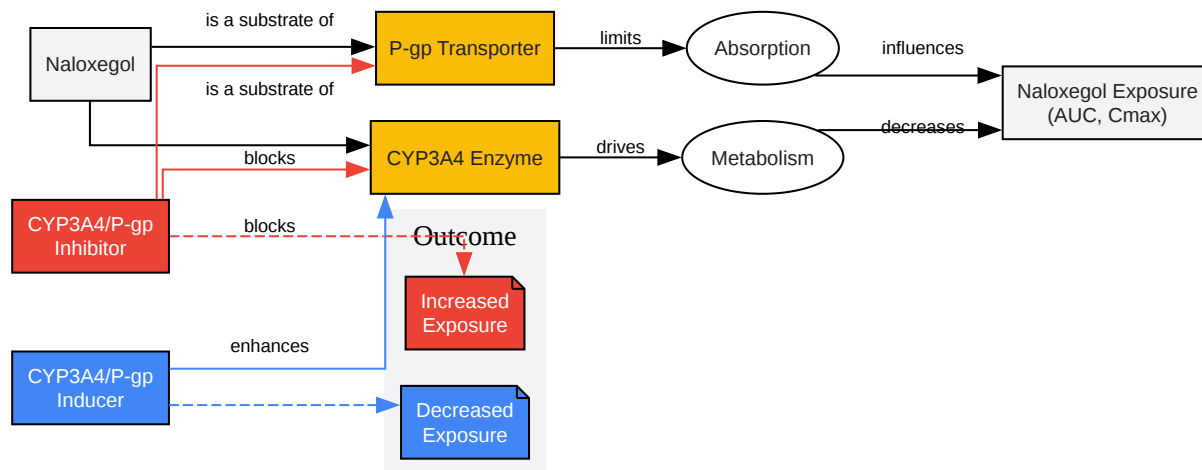 is a substrate of
Naloxegol
P-gp Transporter
limits
Absorption
influences
is a substrate of
Naloxegol Exposure
(AUC, Cmax)
decreases
blocks
CYP3A4 Enzyme
drives
Metabolism
CYP3A4/P-gp
Inhibitor
blocks
Outcome
Increased
Exposure
enhances
CYP3A4/P-gp
Inducer
Decreased
Exposure